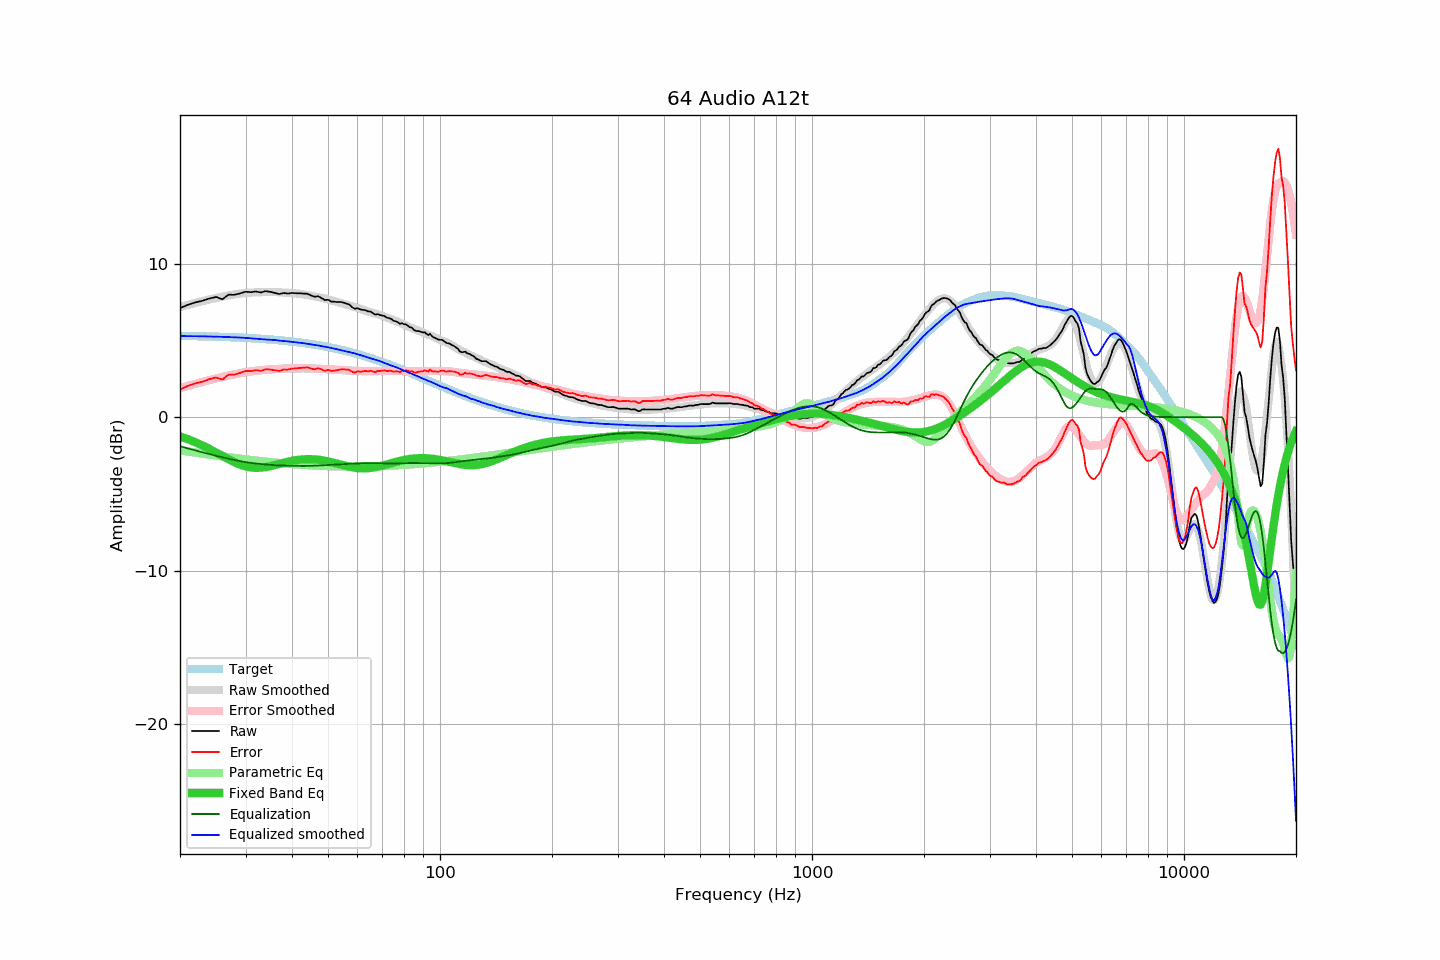 64 Audio A12t
Amplitude (dBr)
10
0
−10
−20
Target
Raw Smoothed
Error Smoothed
Raw
Error
Parametric Eq
Fixed Band Eq
Equalization
Equalized smoothed
100 1000 10000
Frequency (Hz)